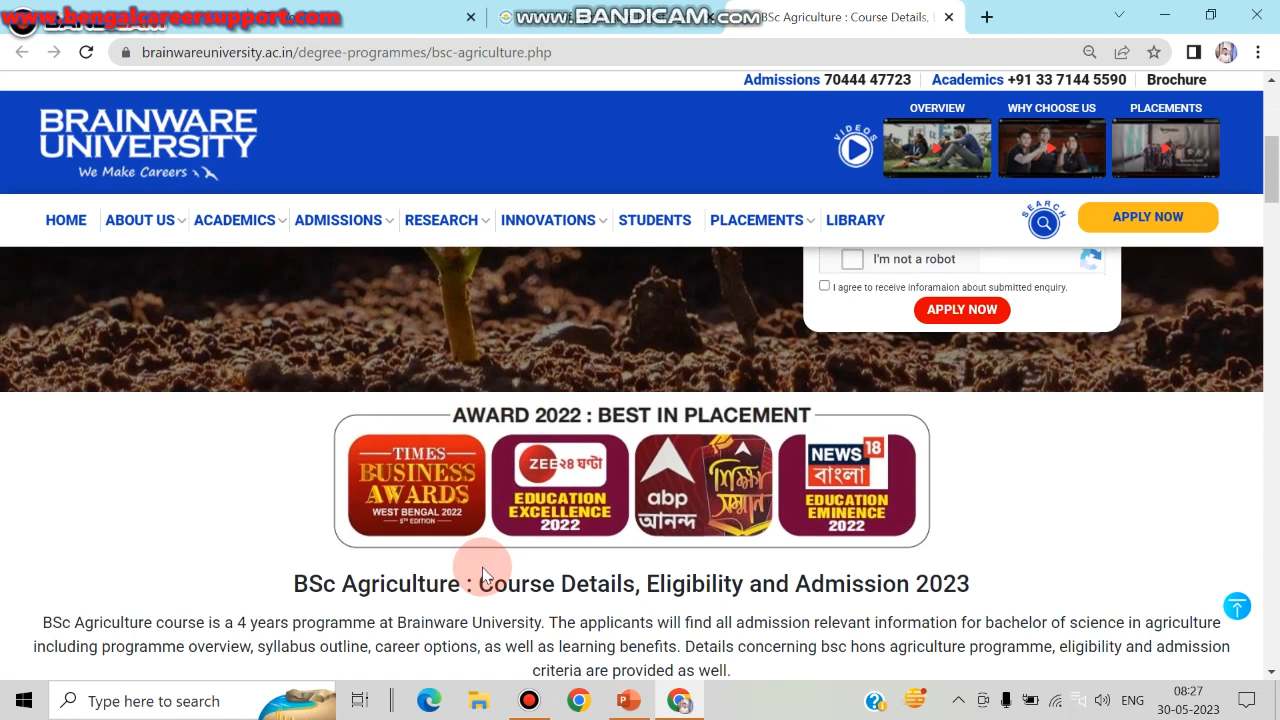 www.bengalcareersupport.com
www.BANDICAM.com
BSc Agriculture : Course Details,
brainwareuniversity.ac.in/degree-programmes/bsc-agriculture.php
Admissions 70444 47723 Academics +91 33 7144 5590 Brochure
BRAINWARE
UNIVERSITY
We Make Careers
VIDEOS
OVERVIEW WHY CHOOSE US PLACEMENTS
HOME ABOUT US ACADEMICS ADMISSIONS RESEARCH INNOVATIONS STUDENTS PLACEMENTS LIBRARY
SEARCH
APPLY NOW
I'm not a robot
I agree to receive inforamaion about submitted enquiry.
APPLY NOW
AWARD 2022 : BEST IN PLACEMENT
TIMES
BUSINESS
AWARDS
WEST BENGAL 2022
5TH EDITION
ZEE ২৪ ঘণ্টা
EDUCATION
EXCELLENCE
2022
abp
আনন্দ
শিক্ষা
সম্মান
NEWS 18
বাংলা
EDUCATION
EMINENCE
2022
BSc Agriculture : Course Details, Eligibility and Admission 2023
BSc Agriculture course is a 4 years programme at Brainware University. The applicants will find all admission relevant information for bachelor of science in agriculture
including programme overview, syllabus outline, career options, as well as learning benefits. Details concerning bsc hons agriculture programme, eligibility and admission
criteria are provided as well.
Type here to search
ENG
08:27
30-05-2023